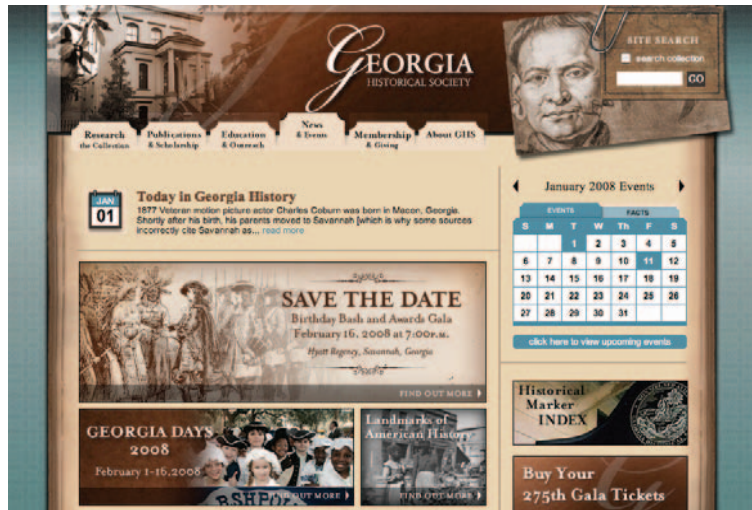 GEORGIA
HISTORICAL SOCIETY
SITE SEARCH
search collection
GO
Research
the Collection
Publications
& Scholarship
Education
& Outreach
News
& Events
Membership
& Giving
About GHS
JAN
01
Today in Georgia History
1877 Veteran motion picture actor Charles Coburn was born in Macon, Georgia.
Shortly after his birth, his parents moved to Savannah [which is why some sources
incorrectly cite Savannah as... read more
January 2008 Events
EVENTS FACTS
S M T W Th F S
1 2 3 4 5
6 7 8 9 10 11 12
13 14 15 16 17 18 19
20 21 22 23 24 25 26
27 28 29 30 31
click here to view upcoming events
SAVE THE DATE
Birthday Bash and Awards Gala
February 16, 2008 at 7:00P.M.
Hyatt Regency, Savannah, Georgia
FIND OUT MORE
GEORGIA DAYS
2008
February 1-16, 2008
FIND OUT MORE
Landmarks of
American History
FIND OUT MORE
Historical
Marker
INDEX
Buy Your
275th Gala Tickets